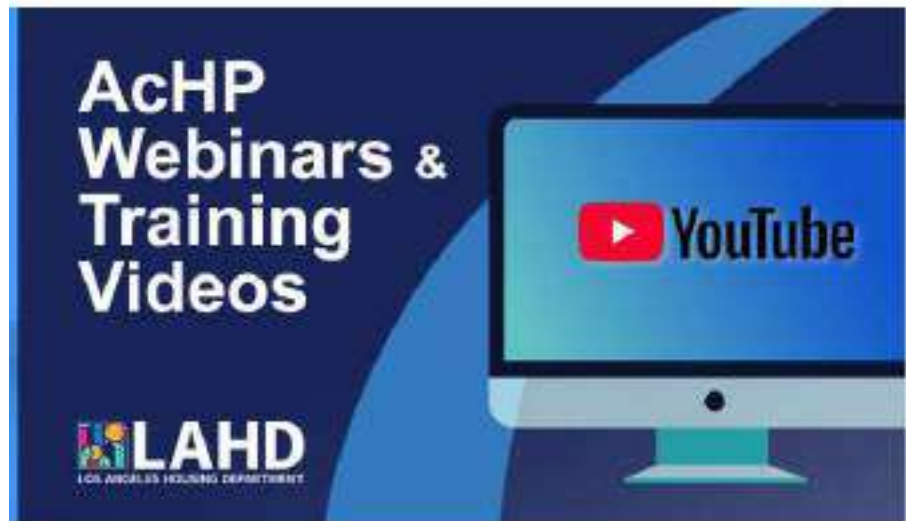 AcHP
Webinars &
Training
Videos
YouTube
LAHD
LOS ANGELES HOUSING DEPARTMENT